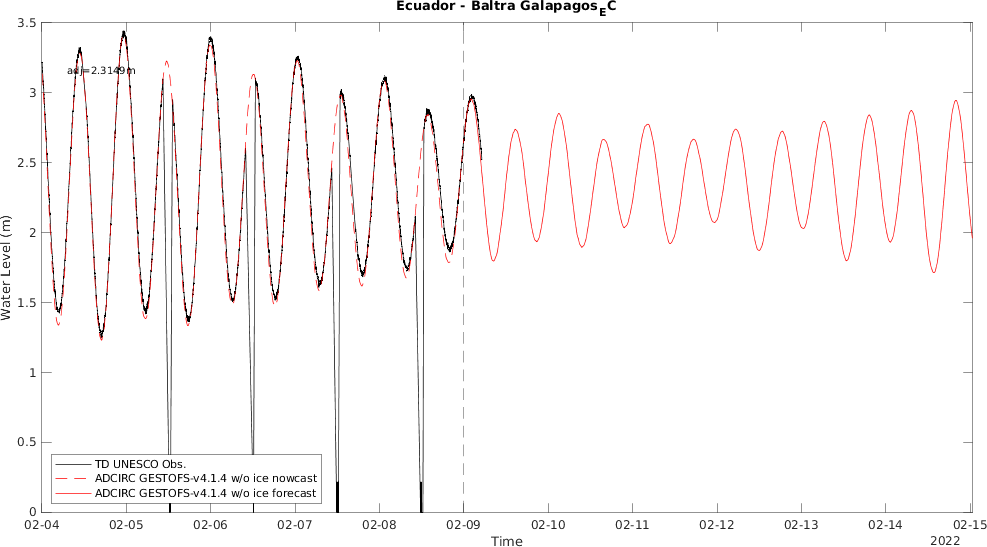 Ecuador - Baltra Galapagos_EC
3.5
3
2.5
2
1.5
1
0.5
0
Water Level (m)
adj=2.3149m
TD UNESCO Obs.
ADCIRC GESTOFS-v4.1.4 w/o ice nowcast
ADCIRC GESTOFS-v4.1.4 w/o ice forecast
02-04 02-05 02-06 02-07 02-08 02-09 02-10 02-11 02-12 02-13 02-14 02-15
Time
2022